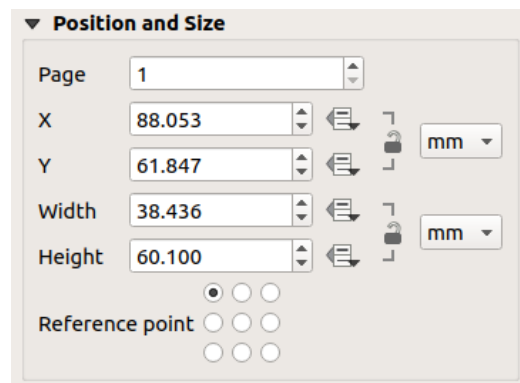 Position and Size
Page 1
X 88.053
mm
Y 61.847
Width 38.436
mm
Height 60.100
Reference point